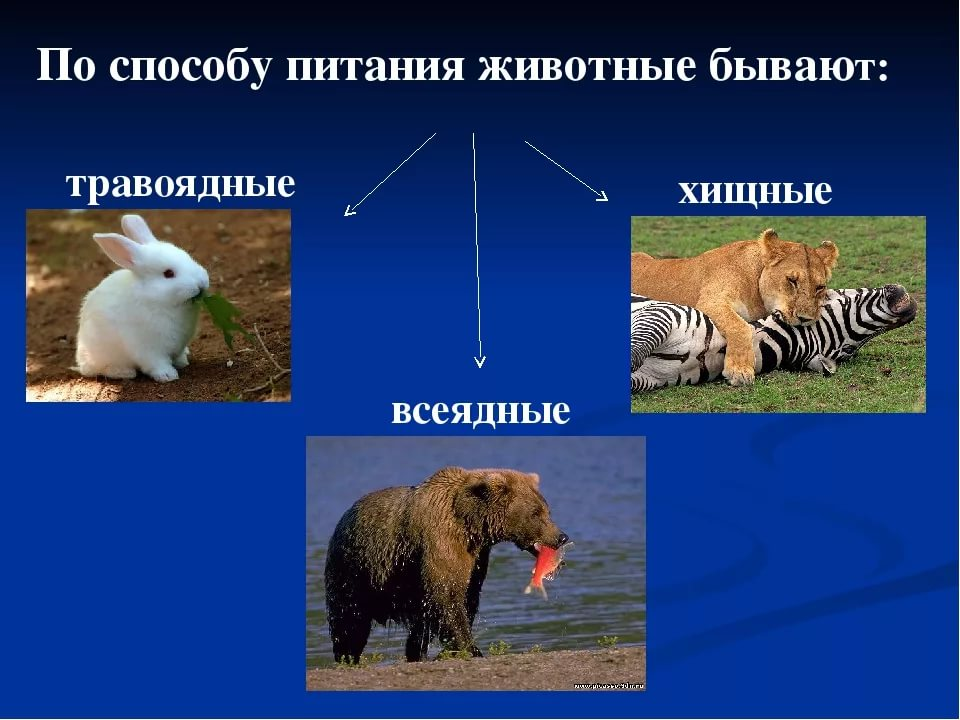 По способу питания животные бывают:
травоядные
хищные
всеядные